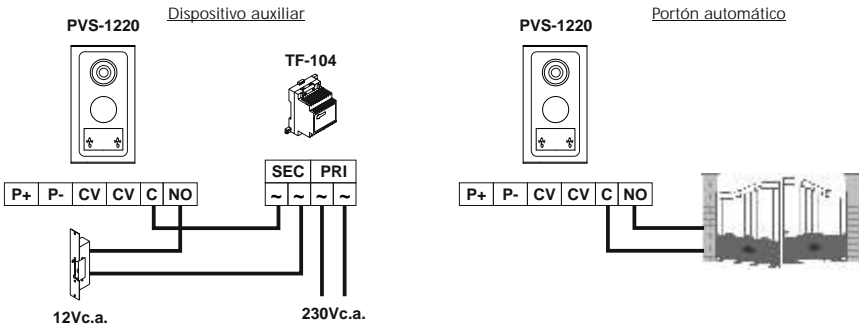 Dispositivo auxiliar
PVS-1220
TF-104
SEC PRI
P+ P- CV CV C NO ~ ~ ~ ~
12Vc.a.
230Vc.a.
Portón automático
PVS-1220
P+ P- CV CV C NO